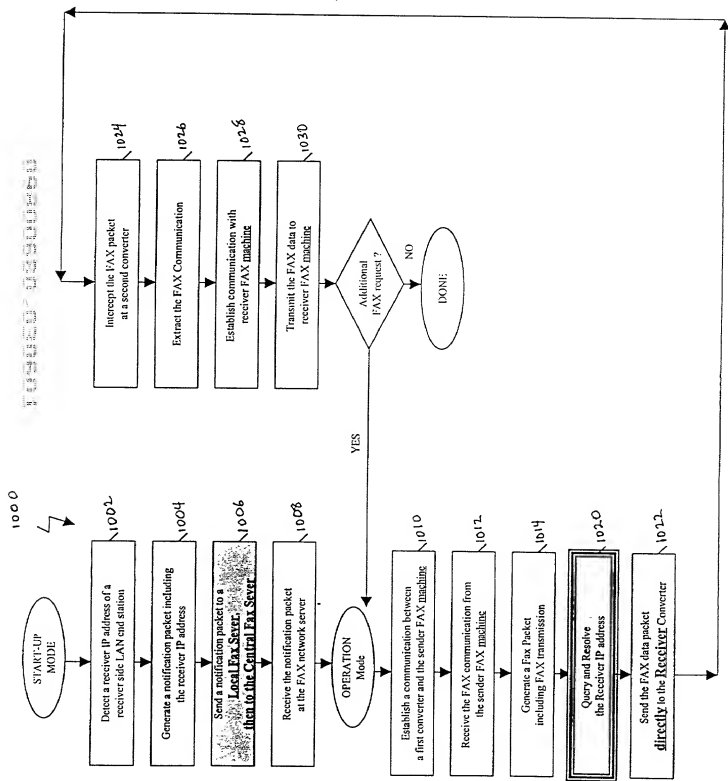 1000
START-UP
MODE
Detect a receiver IP address of a
receiver side LAN end station
1002
Generate a notification packet including
the receiver IP address
1004
Send a notification packet to a
Local Fax Sever,
then to the Central Fax Sever
1006
Receive the notification packet
at the FAX network server
1008
OPERATION
Mode
Establish a communication between
a first converter and the sender FAX machine
1010
Receive the FAX communication from
the sender FAX machine
1012
Generate a Fax Packet
including FAX transmission
1014
Query and Resolve
the Receiver IP address
1020
Send the FAX data packet
directly to the Receiver Converter
1022
Intercept the FAX packet
at a second converter
1024
Extract the FAX Communication
1026
Establish communication with
receiver FAX machine
1028
Transmit the FAX data to
receiver FAX machine
1030
Additional
FAX request ?
YES
NO
DONE